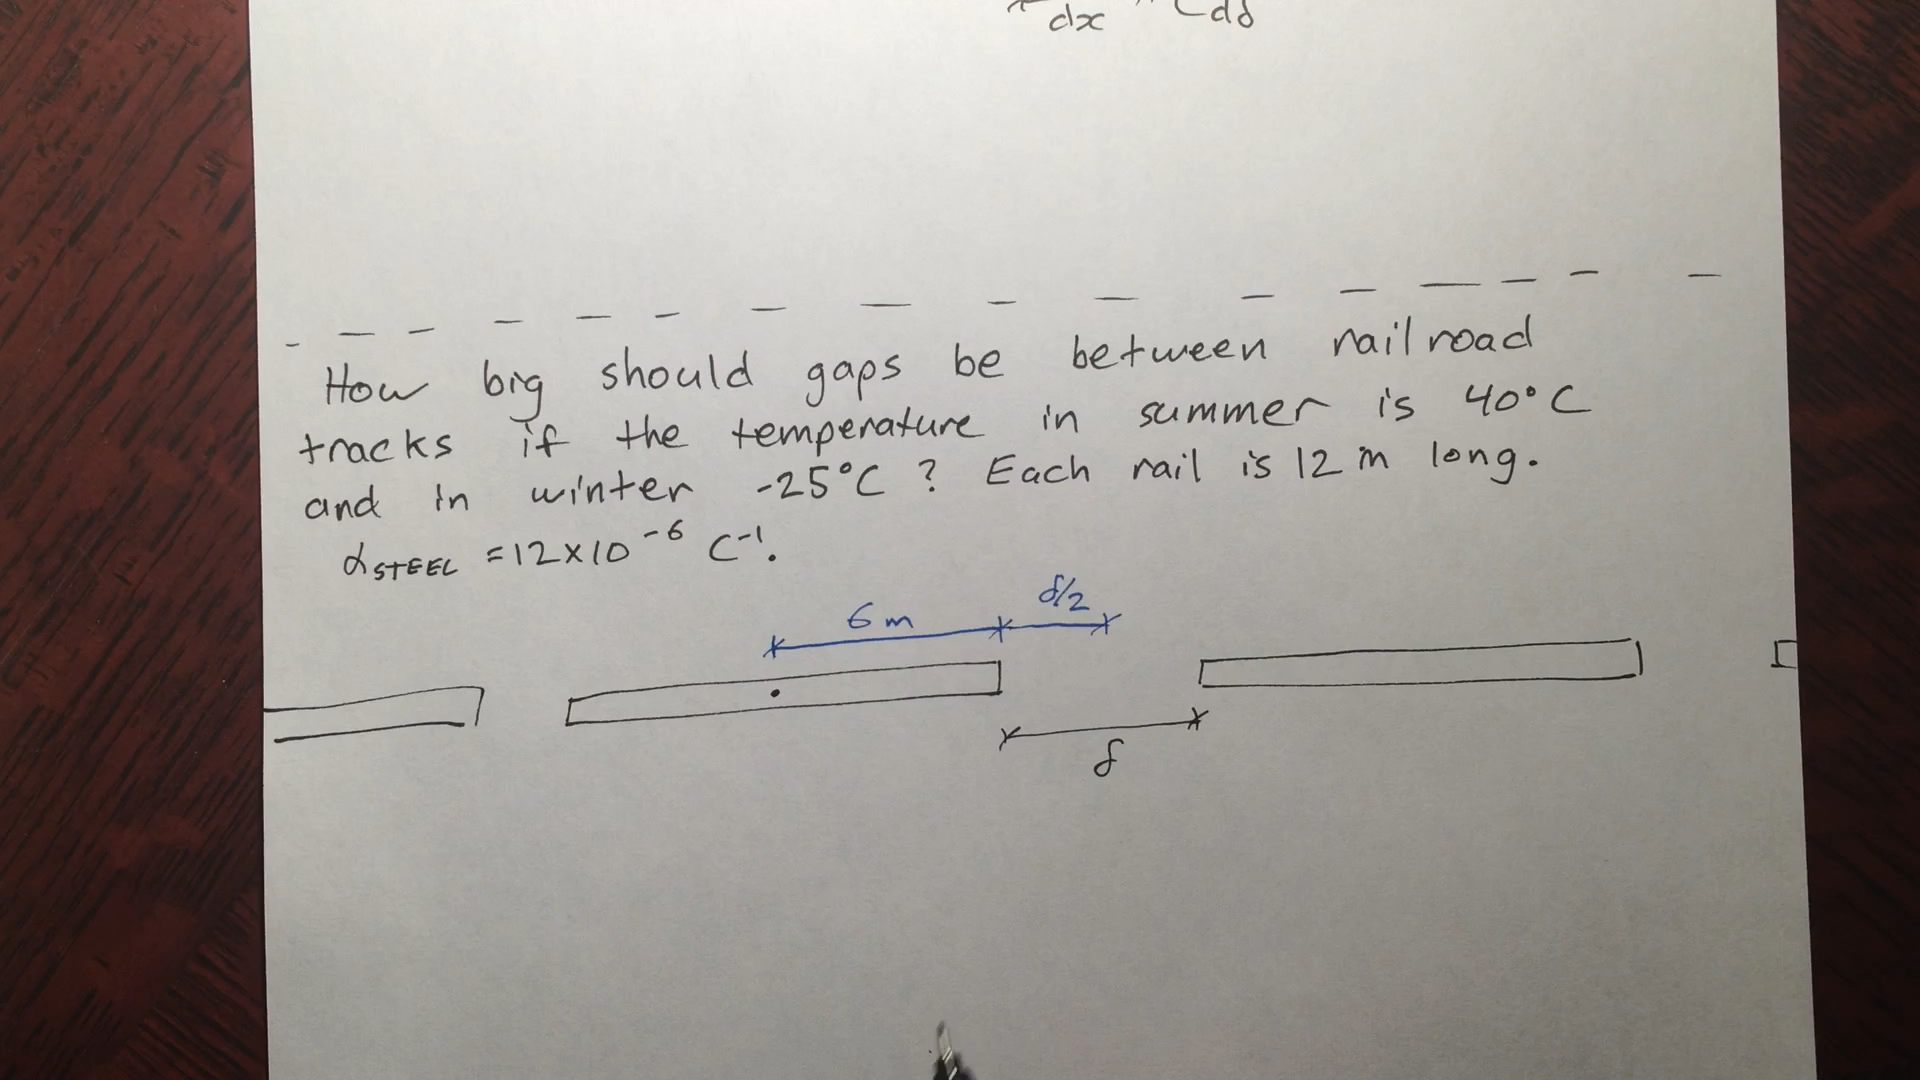 dx dδ
How big should gaps be between railroad
tracks if the temperature in summer is 40°C
and in winter -25°C? Each rail is 12 m long.
αSTEEL = 12×10⁻⁶ C⁻¹.
δ/2
6 m
δ